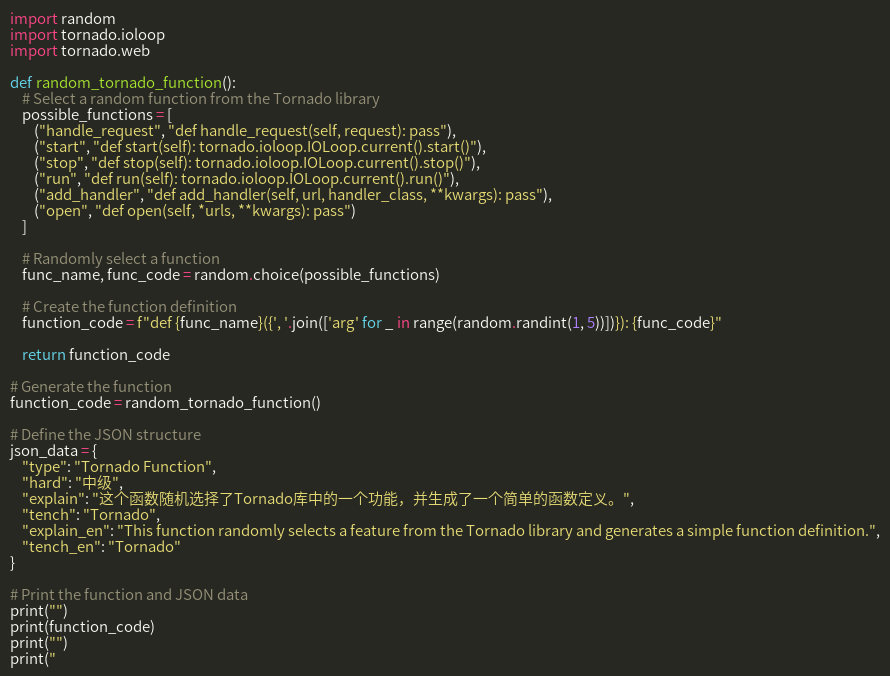 import random
import tornado.ioloop
import tornado.web

def random_tornado_function():
    # Select a random function from the Tornado library
    possible_functions = [
        ("handle_request", "def handle_request(self, request): pass"),
        ("start", "def start(self): tornado.ioloop.IOLoop.current().start()"),
        ("stop", "def stop(self): tornado.ioloop.IOLoop.current().stop()"),
        ("run", "def run(self): tornado.ioloop.IOLoop.current().run()"),
        ("add_handler", "def add_handler(self, url, handler_class, **kwargs): pass"),
        ("open", "def open(self, *urls, **kwargs): pass")
    ]

    # Randomly select a function
    func_name, func_code = random.choice(possible_functions)

    # Create the function definition
    function_code = f"def {func_name}({', '.join(['arg' for _ in range(random.randint(1, 5))])}): {func_code}"

    return function_code

# Generate the function
function_code = random_tornado_function()

# Define the JSON structure
json_data = {
    "type": "Tornado Function",
    "hard": "中级",
    "explain": "这个函数随机选择了Tornado库中的一个功能，并生成了一个简单的函数定义。",
    "tench": "Tornado",
    "explain_en": "This function randomly selects a feature from the Tornado library and generates a simple function definition.",
    "tench_en": "Tornado"
}

# Print the function and JSON data
print("")
print(function_code)
print("")
print("